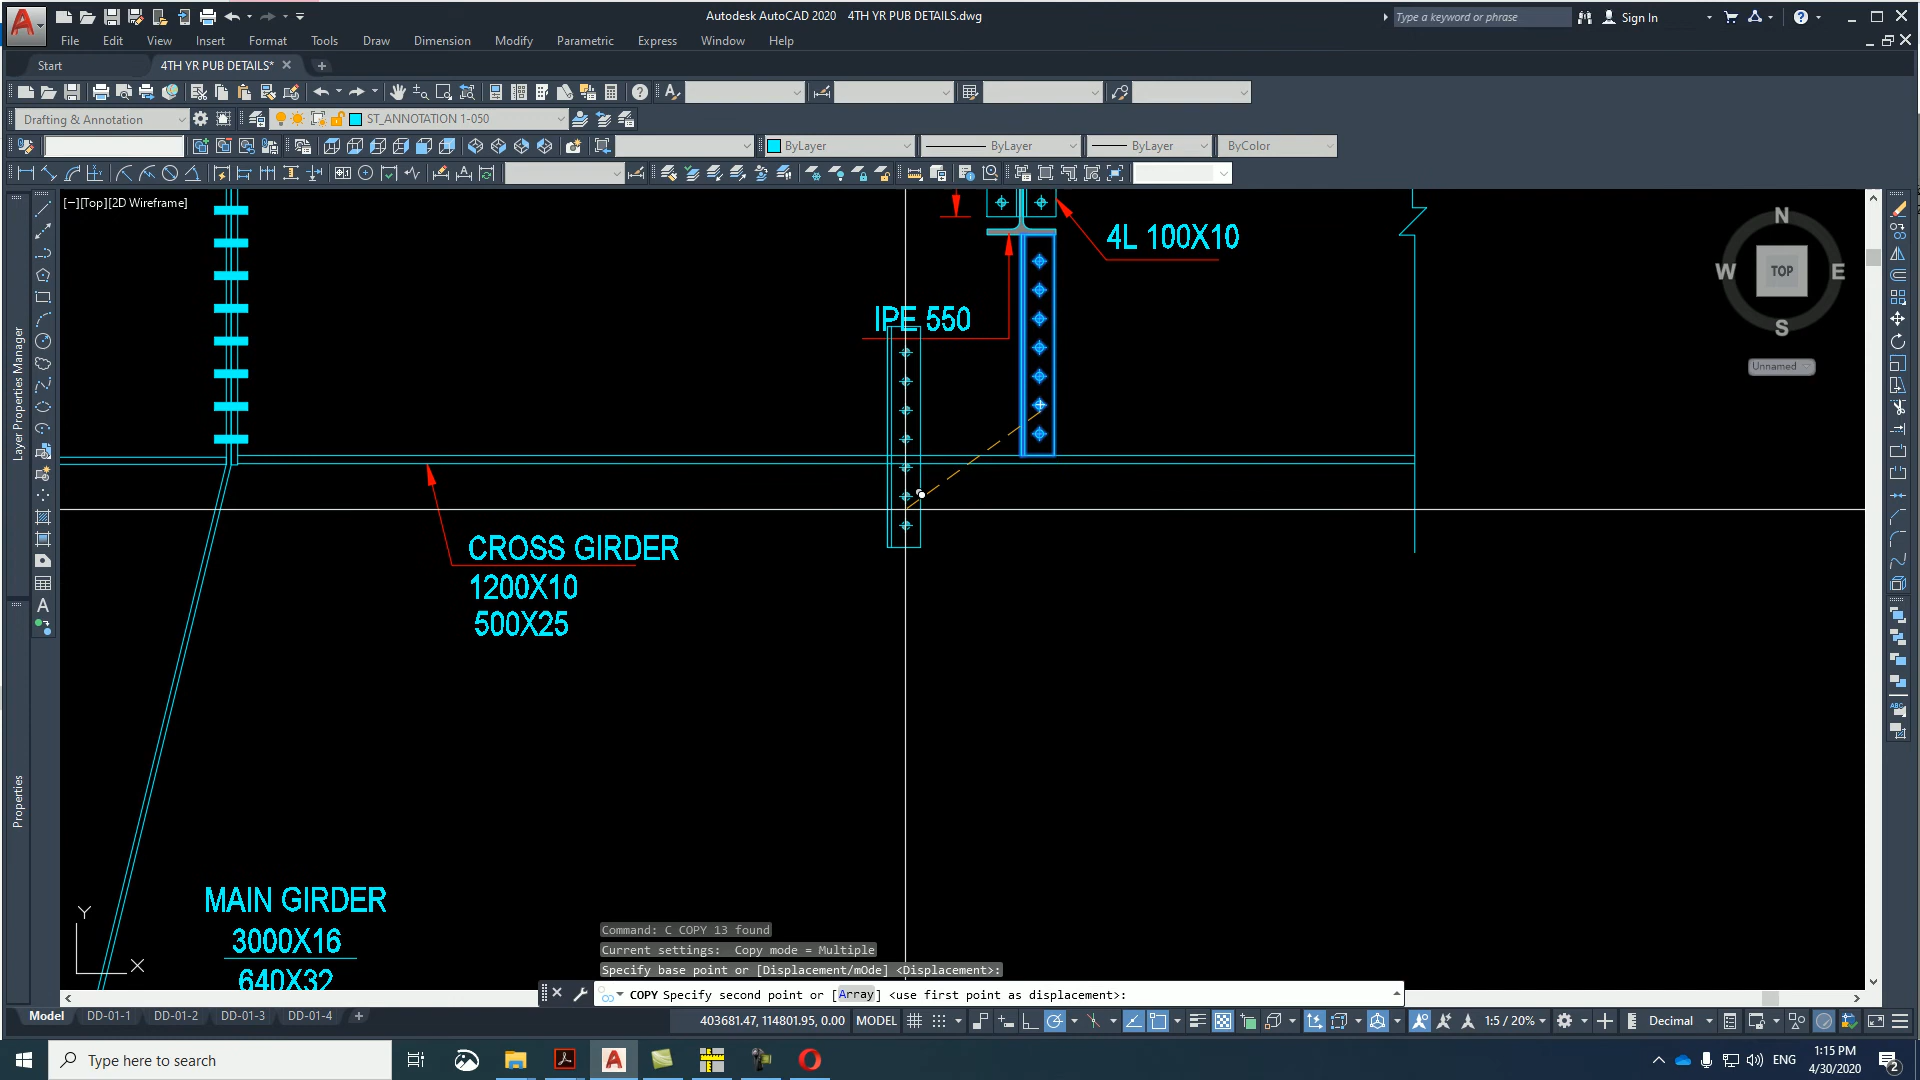 Autodesk AutoCAD 2020 4TH YR PUB DETAILS.dwg
Type a keyword or phrase
Sign In
File Edit View Insert Format Tools Draw Dimension Modify Parametric Express Window Help
Start
4TH YR PUB DETAILS*
Drafting & Annotation
ST_ANNOTATION 1-050
ByLayer
ByLayer
ByLayer
ByColor
[−][Top][2D Wireframe]
N
W TOP E
S
Unnamed
4L 100X10
IPE 550
Layer Properties Manager
CROSS GIRDER
1200X10
500X25
Properties
MAIN GIRDER
3000X16
640X32
Y
X
Command: C COPY 13 found
Current settings: Copy mode = Multiple
Specify base point or [Displacement/mOde] <Displacement>:
COPY Specify second point or [Array] <use first point as displacement>:
Model DD-01-1 DD-01-2 DD-01-3 DD-01-4
403681.47, 114801.95, 0.00 MODEL
1:5 / 20%
Decimal
Type here to search
ENG
1:15 PM
4/30/2020
2